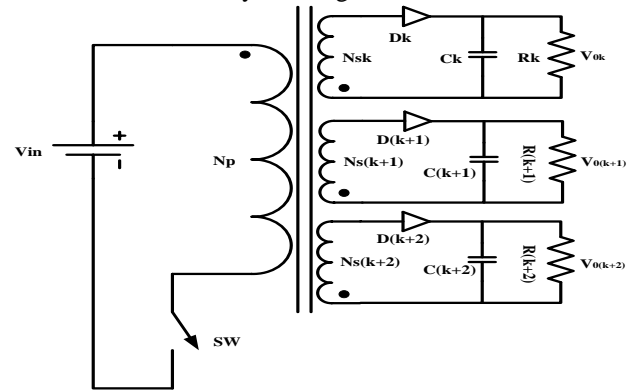 Dk
Nsk
Ck
Rk
V0k
Vin
+
Np
D(k+1)
Ns(k+1)
C(k+1)
R(k+1)
V0(k+1)
D(k+2)
Ns(k+2)
C(k+2)
R(k+2)
V0(k+2)
SW